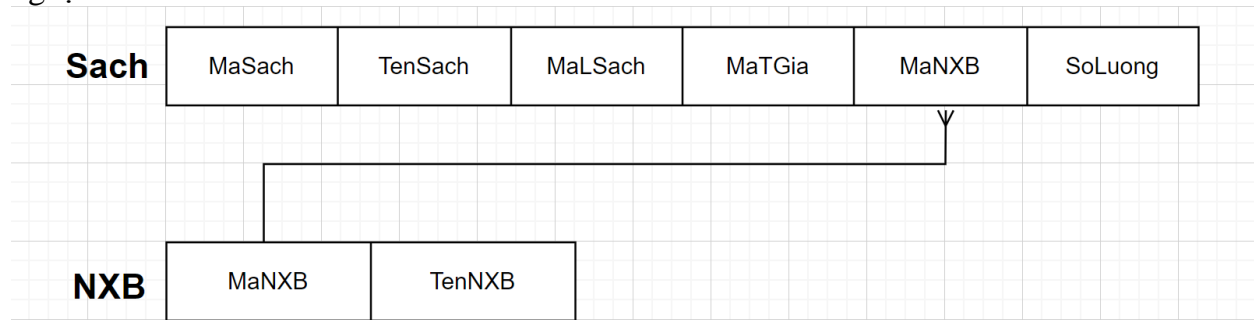 Sach MaSach TenSach MaLSach MaTGia MaNXB SoLuong
NXB MaNXB TenNXB